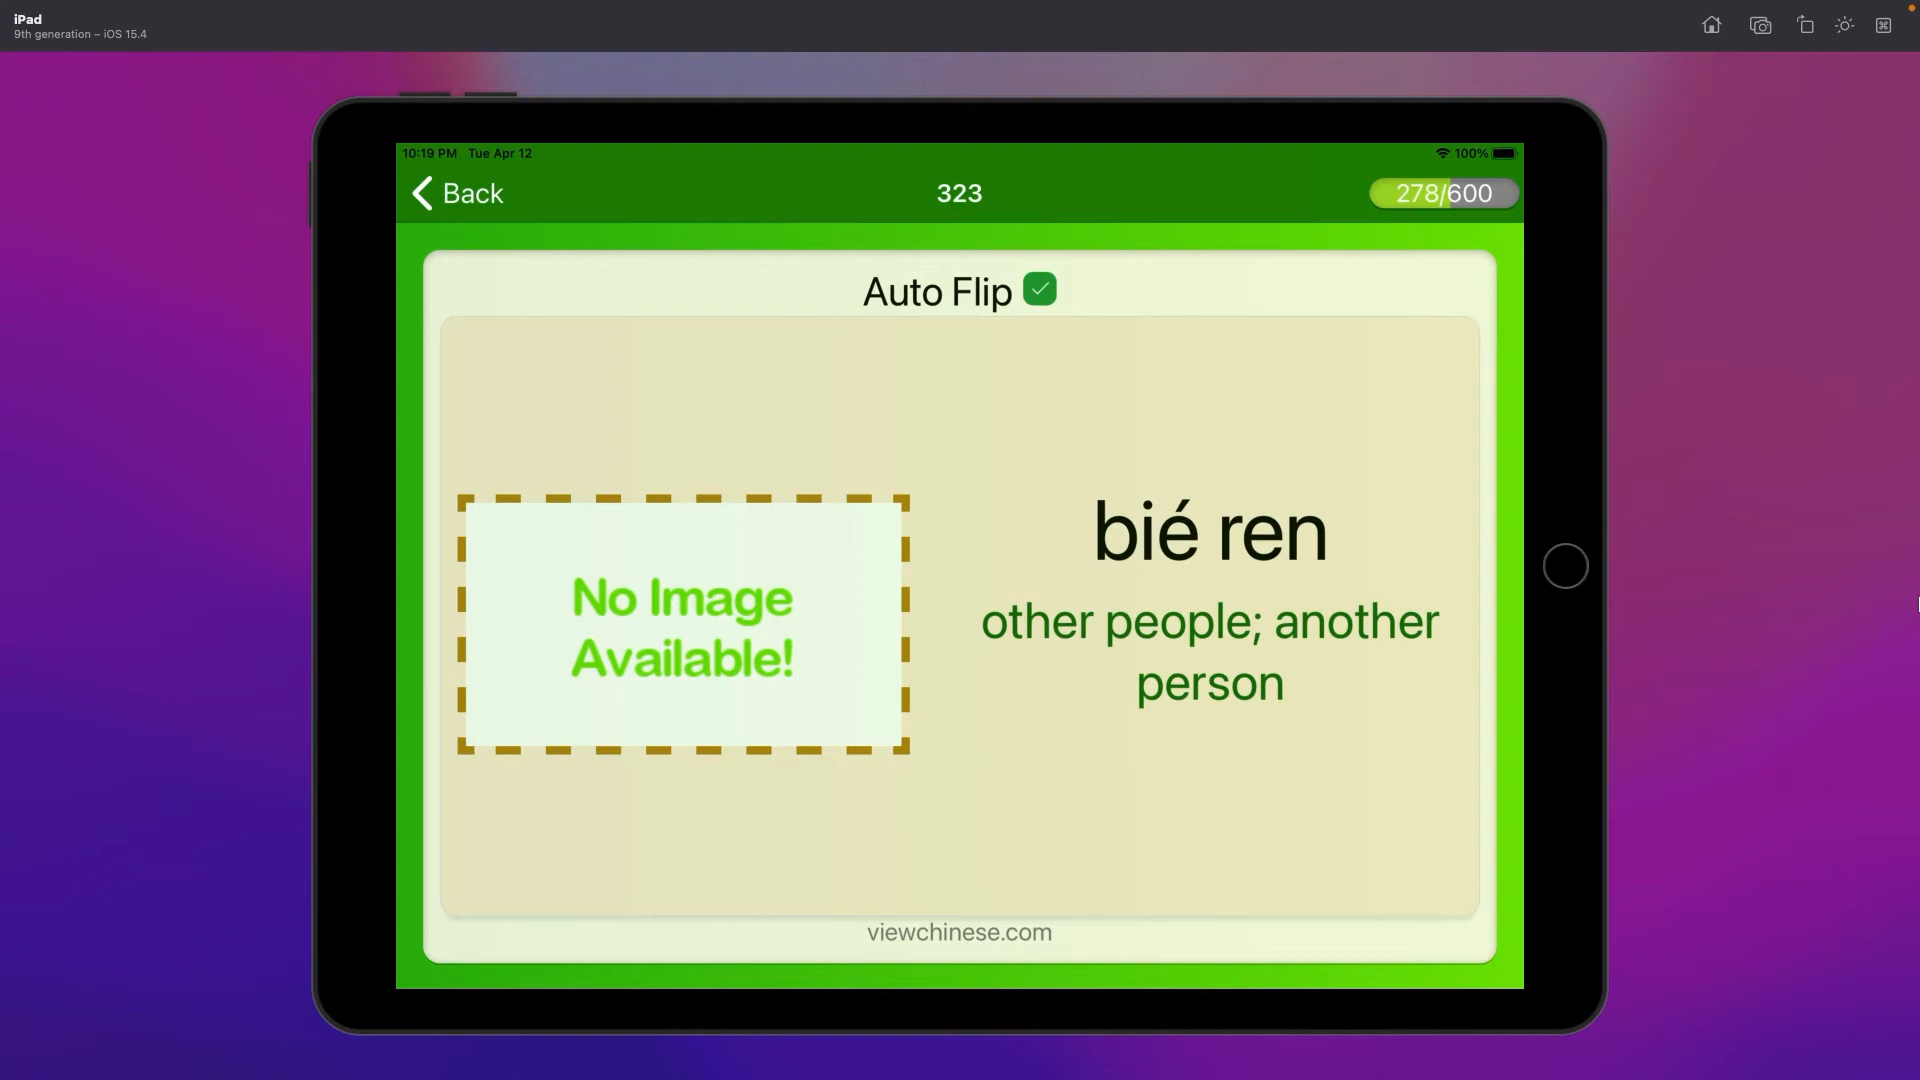 iPad
9th generation – iOS 15.4
10:19 PM Tue Apr 12
100%
Back
323
278/600
Auto Flip
No Image
Available!
bié ren
other people; another
person
viewchinese.com